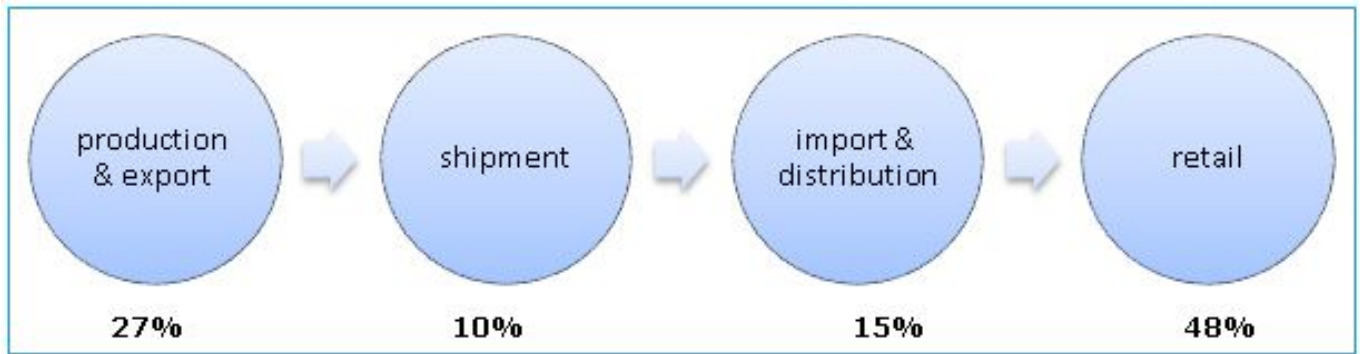 production
& export
shipment
import &
distribution
retail
27%
10%
15%
48%